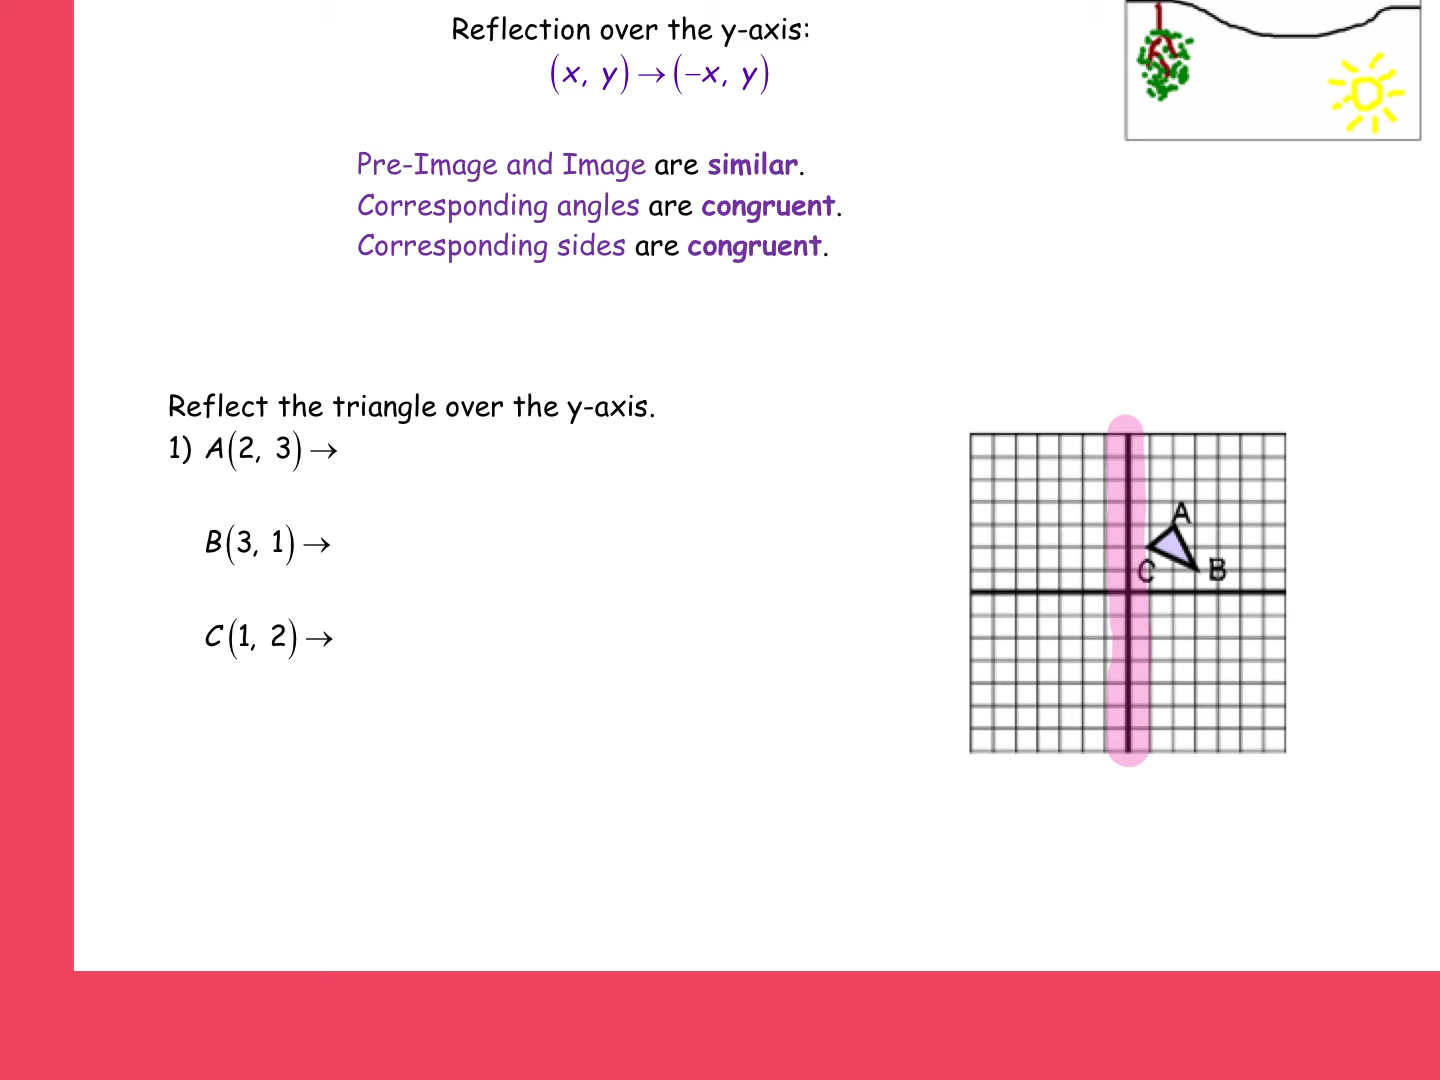 Reflection over the y-axis:
(x, y) → (−x, y)
Pre-Image and Image are similar.
Corresponding angles are congruent.
Corresponding sides are congruent.
Reflect the triangle over the y-axis.
1) A(2, 3) →
B(3, 1) →
C(1, 2) →
A
C B